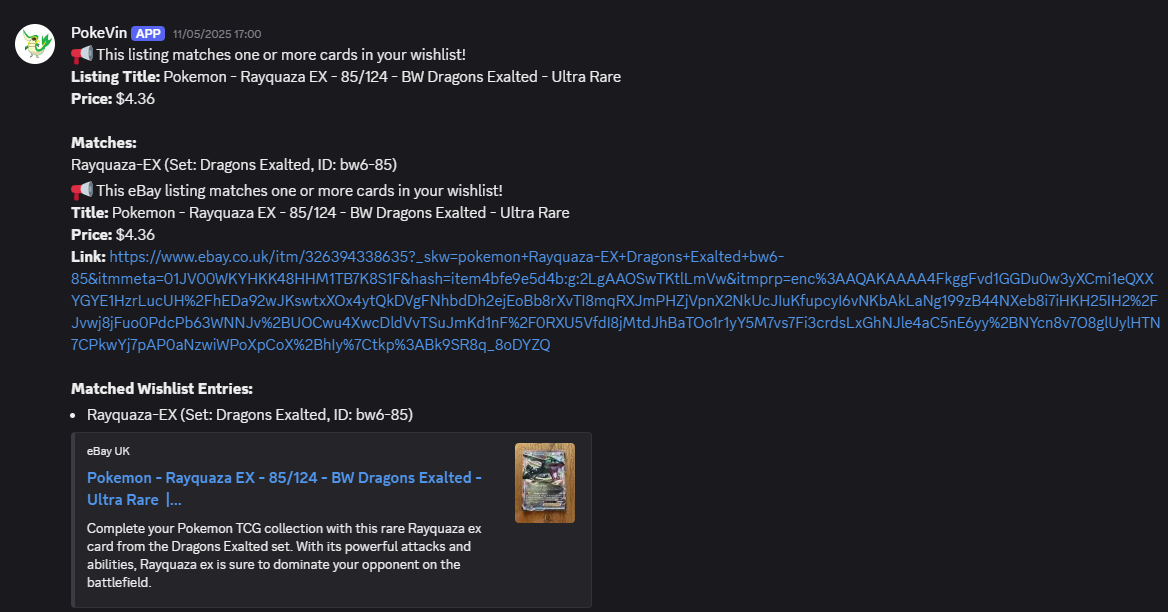 PokeVin APP 11/05/2025 17:00
This listing matches one or more cards in your wishlist!
Listing Title: Pokemon - Rayquaza EX - 85/124 - BW Dragons Exalted - Ultra Rare
Price: $4.36
Matches:
Rayquaza-EX (Set: Dragons Exalted, ID: bw6-85)
This eBay listing matches one or more cards in your wishlist!
Title: Pokemon - Rayquaza EX - 85/124 - BW Dragons Exalted - Ultra Rare
Price: $4.36
Link: https://www.ebay.co.uk/itm/326394338635?_skw=pokemon+Rayquaza-EX+Dragons+Exalted+bw6-
85&itmmeta=01JV00WKYHKK48HHM1TB7K8S1F&hash=item4bfe9e5d4b:g:2LgAAOSwTKtlLmVw&itmprp=enc%3AAQAKAAAA4FkggFvd1GGDu0w3yXCmi1eQXX
YGYE1HzrLucUH%2FhEDa92wJKswtxXOx4ytQkDVgFNhbdDh2ejEoBb8rXvTI8mqRXJmPHZjVpnX2NkUcJIuKfupcyI6vNKbAkLaNg199zB44NXeb8i7iHKH25IH2%2F
Jvwj8jFuo0PdcPb63WNNJv%2BUOCwu4XwcDldVvTSuJmKd1nF%2F0RXU5VfdI8jMtdJhBaTOo1r1yY5M7vs7Fi3crdsLxGhNJle4aC5nE6yy%2BNYcn8v7O8glUylHTN
7CPkwYj7pAP0aNzwiWPoXpCoX%2BhIy%7Ctkp%3ABk9SR8q_8oDYZQ
Matched Wishlist Entries:
• Rayquaza-EX (Set: Dragons Exalted, ID: bw6-85)
eBay UK
Pokemon - Rayquaza EX - 85/124 - BW Dragons Exalted -
Ultra Rare |...
Complete your Pokemon TCG collection with this rare Rayquaza ex
card from the Dragons Exalted set. With its powerful attacks and
abilities, Rayquaza ex is sure to dominate your opponent on the
battlefield.